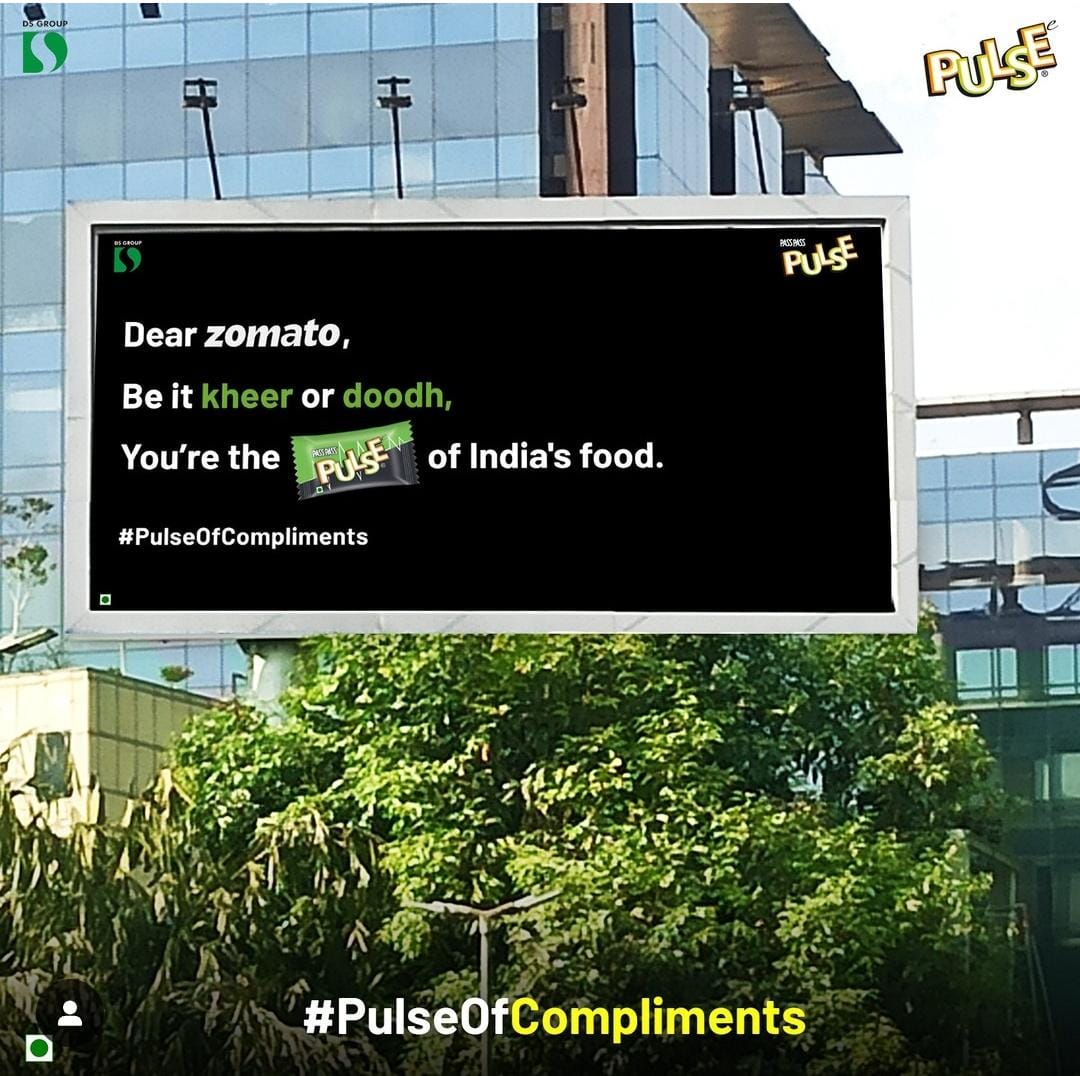 DS GROUP
PULSE
DS GROUP
PASS PASS
PULSE
Dear zomato,
Be it kheer or doodh,
You're the PASS PASS PULSE of India's food.
#PulseOfCompliments
#PulseOfCompliments